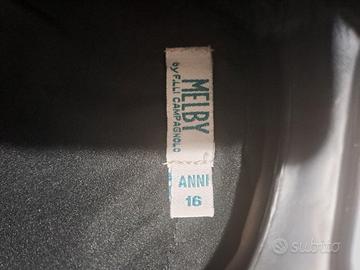 MELBY
by F.LLI CAMPAGNOLO
ANNI
16
subito